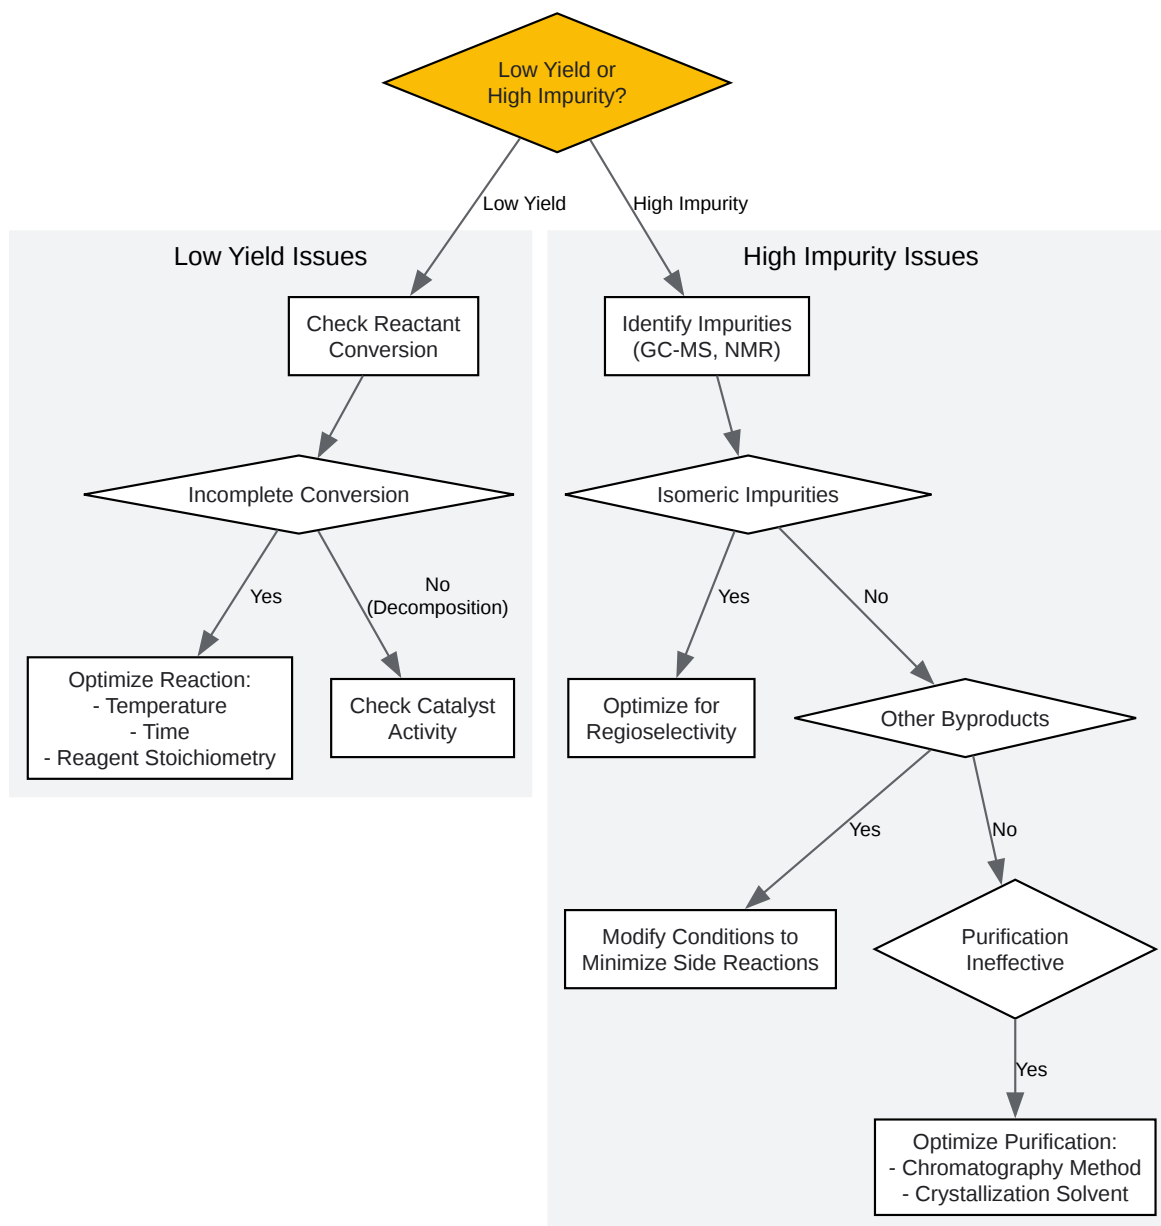 Low Yield or
High Impurity?
Low Yield
High Impurity
Low Yield Issues
High Impurity Issues
Check Reactant
Conversion
Identify Impurities
(GC-MS, NMR)
Incomplete Conversion
Isomeric Impurities
Yes
No
(Decomposition)
Yes
No
Optimize Reaction:
- Temperature
- Time
- Reagent Stoichiometry
Check Catalyst
Activity
Optimize for
Regioselectivity
Other Byproducts
Yes
No
Modify Conditions to
Minimize Side Reactions
Purification
Ineffective
Yes
Optimize Purification:
- Chromatography Method
- Crystallization Solvent